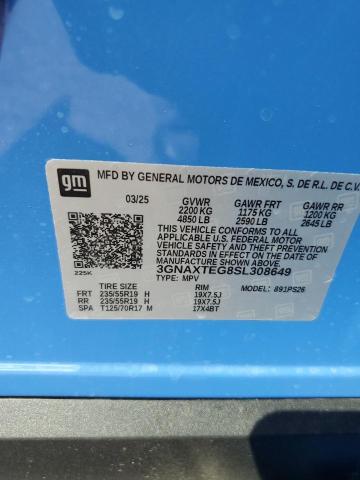 gm
MFD BY GENERAL MOTORS DE MEXICO, S. DE R.L. DE C.V.
03/25 GVWR GAWR FRT GAWR RR
2200 KG 1175 KG 1200 KG
4850 LB 2590 LB 2645 LB
THIS VEHICLE CONFORMS TO ALL
APPLICABLE U.S. FEDERAL MOTOR
VEHICLE SAFETY AND THEFT PREVENTION
STANDARDS IN EFFECT ON THE DATE OF
MANUFACTURE SHOWN ABOVE.
225K
3GNAXTEG8SL308649
TYPE: MPV
TIRE SIZE RIM MODEL: 891PS26
FRT 235/55R19 H 19X7.5J
RR 235/55R19 H 19X7.5J
SPA T125/70R17 M 17X4BT